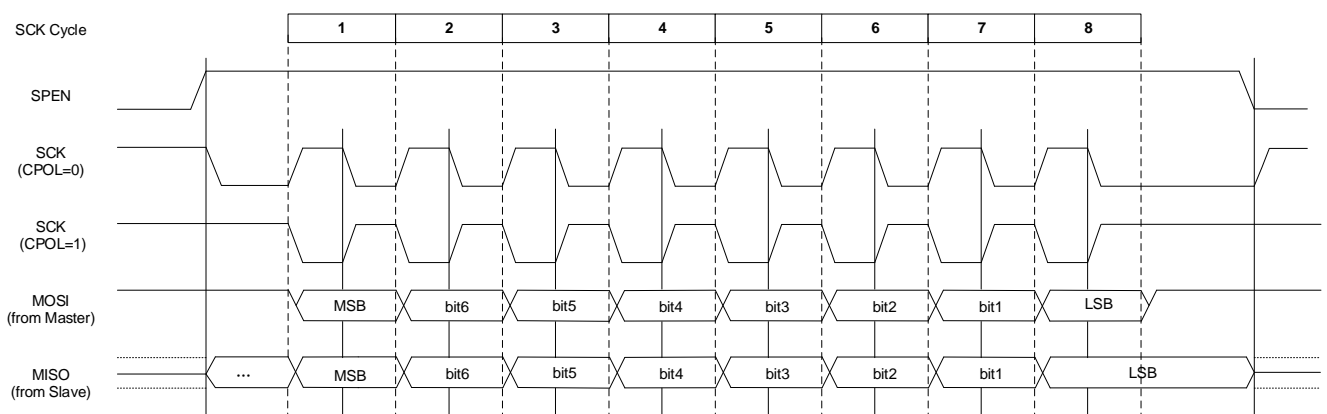 SCK Cycle 1 2 3 4 5 6 7 8
SPEN
SCK
(CPOL=0)
SCK
(CPOL=1)
MOSI
(from Master)
MSB bit6 bit5 bit4 bit3 bit2 bit1 LSB
MISO
(from Slave)
... MSB bit6 bit5 bit4 bit3 bit2 bit1 LSB